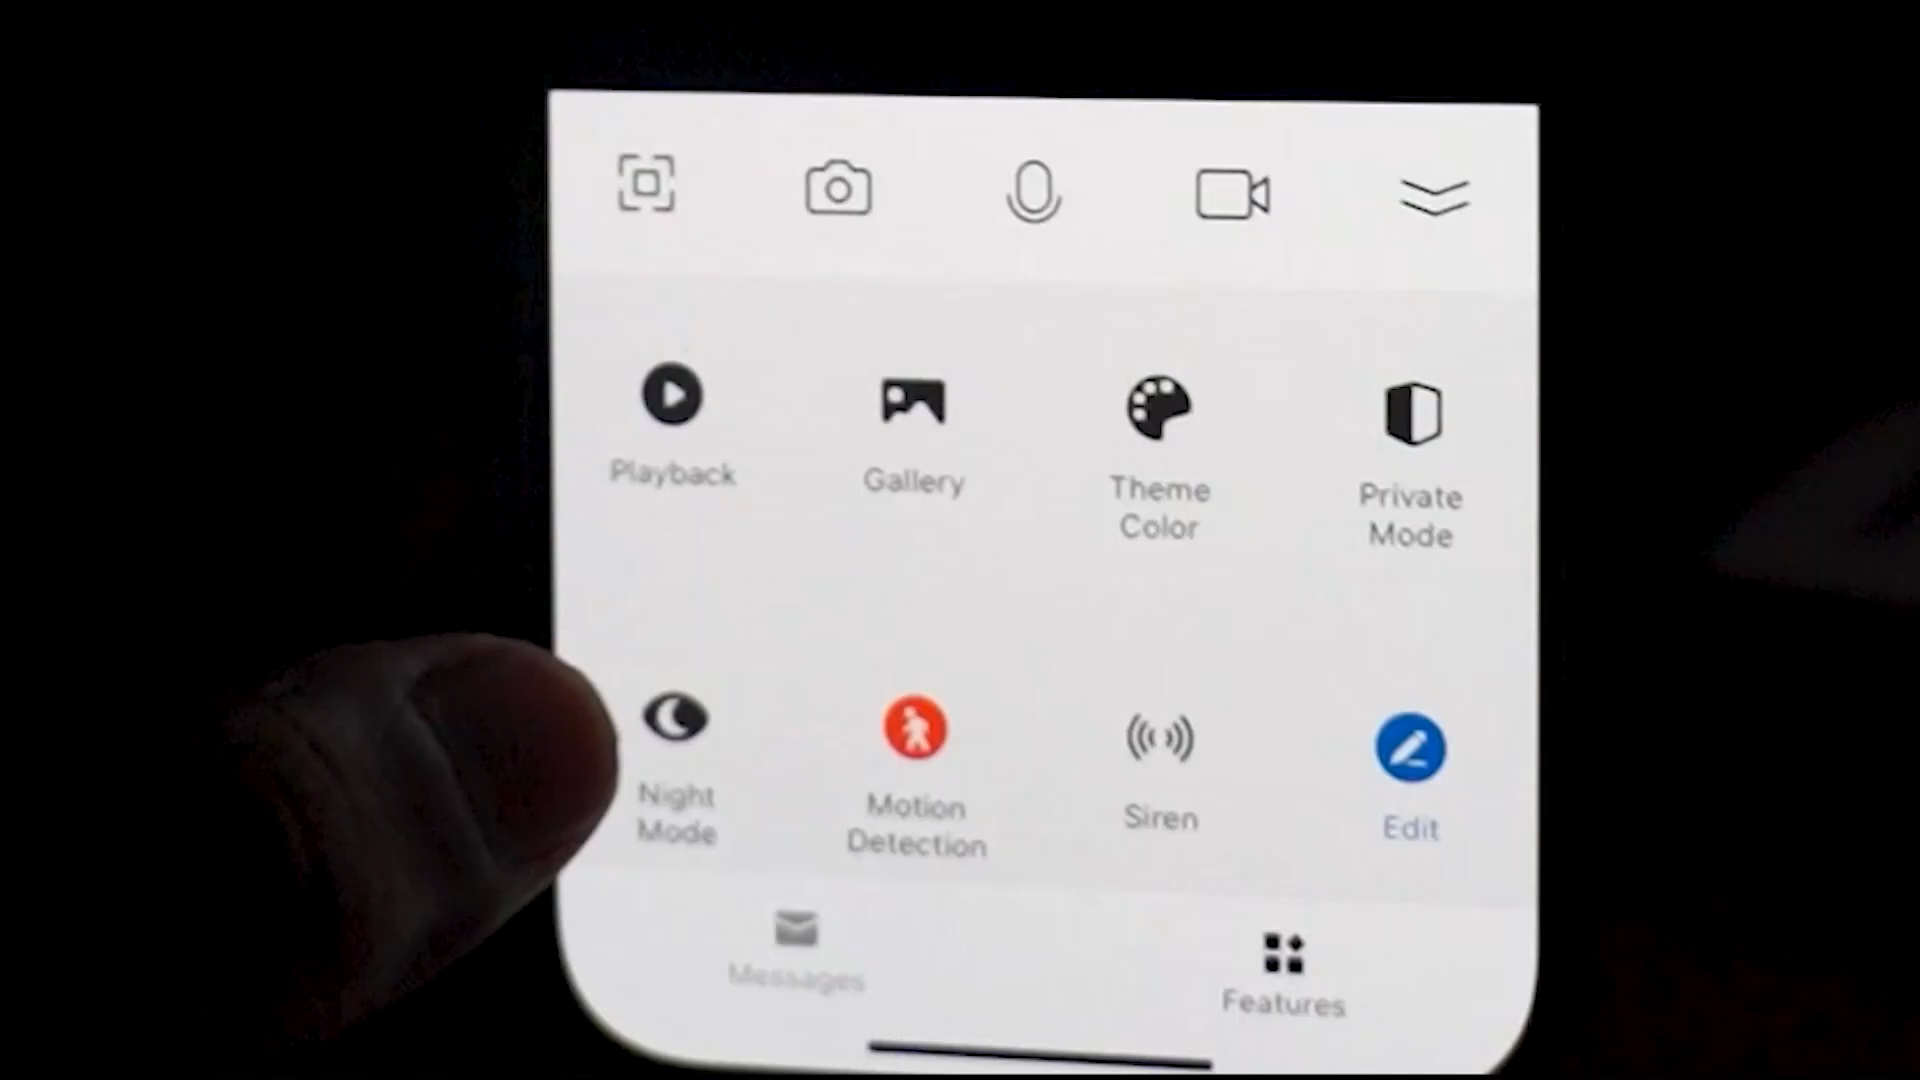 Playback
Gallery
Theme
Color
Private
Mode
Night
Mode
Motion
Detection
Siren
Edit
Messages
Features